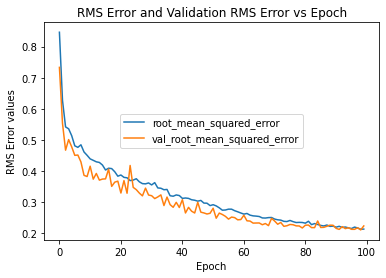 RMS Error and Validation RMS Error vs Epoch
RMS Error values
0.8
0.7
0.6
0.5
0.4
0.3
0.2
root_mean_squared_error
val_root_mean_squared_error
0
20
40
60
80
100
Epoch